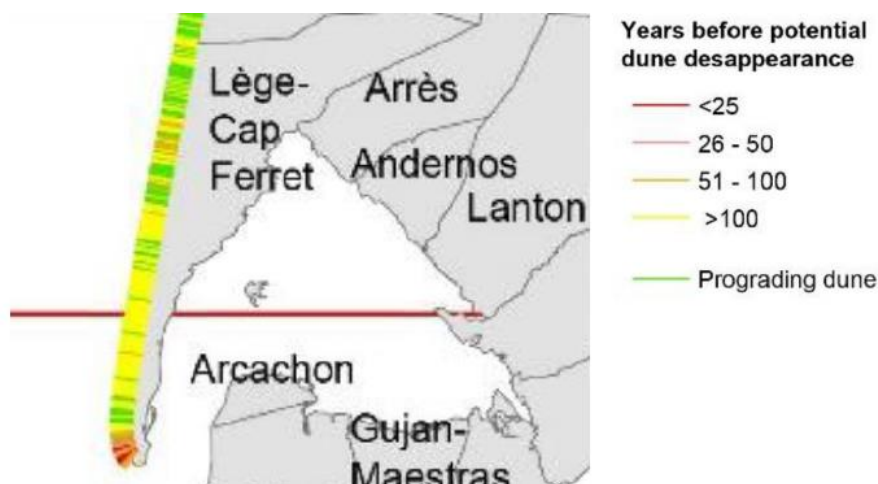 Years before potential
dune desappearance
<25
26 - 50
51 - 100
>100
Prograding dune
Lège-
Cap
Ferret
Arrès
Andernos
Lanton
Arcachon
Gujan-
Maestras